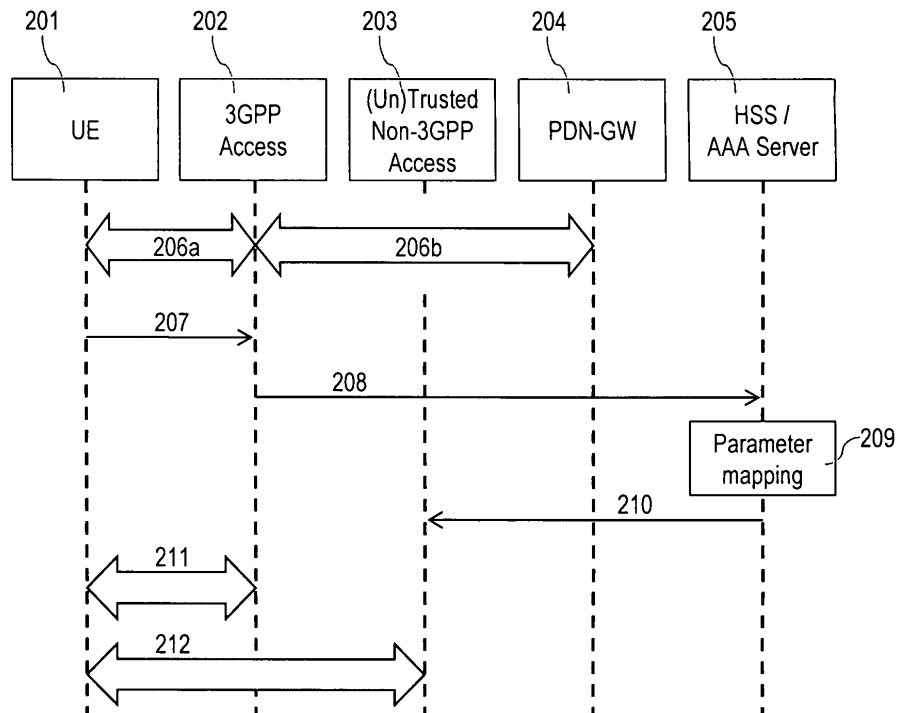 201
202
203
204
205
UE
3GPP
Access
(Un)Trusted
Non-3GPP
Access
PDN-GW
HSS /
AAA Server
206a
206b
207
208
Parameter
mapping
209
210
211
212